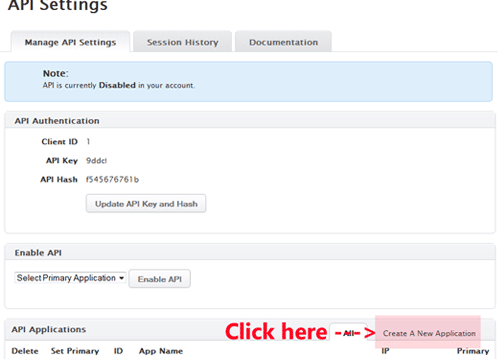 API Settings
Manage API Settings Session History Documentation
Note:
API is currently Disabled in your account.
API Authentication
Client ID 1
API Key 9ddcl
API Hash f545676761b
Update API Key and Hash
Enable API
Select Primary Application Enable API
API Applications Click here - - - > All Create A New Application
Delete Set Primary ID App Name IP Primary